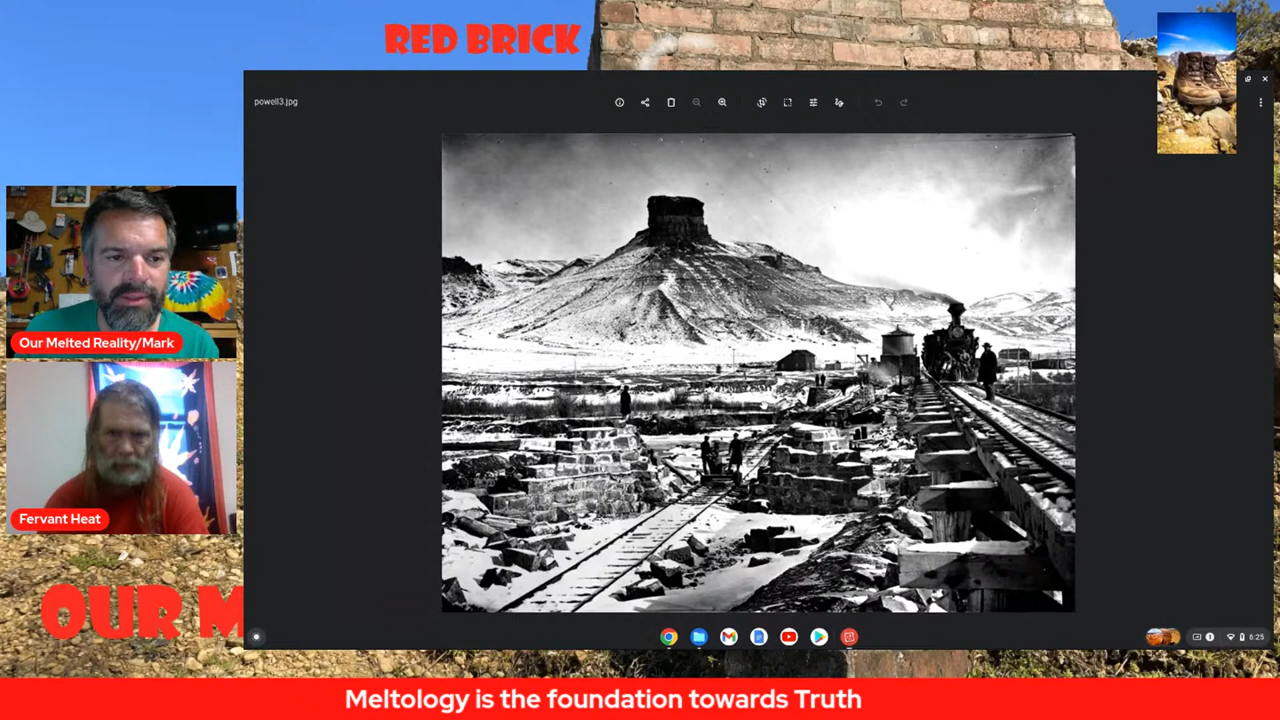 RED BRICK
powell3.jpg
Our Melted Reality/Mark
Fervant Heat
OUR M
6:25
Meltology is the foundation towards Truth